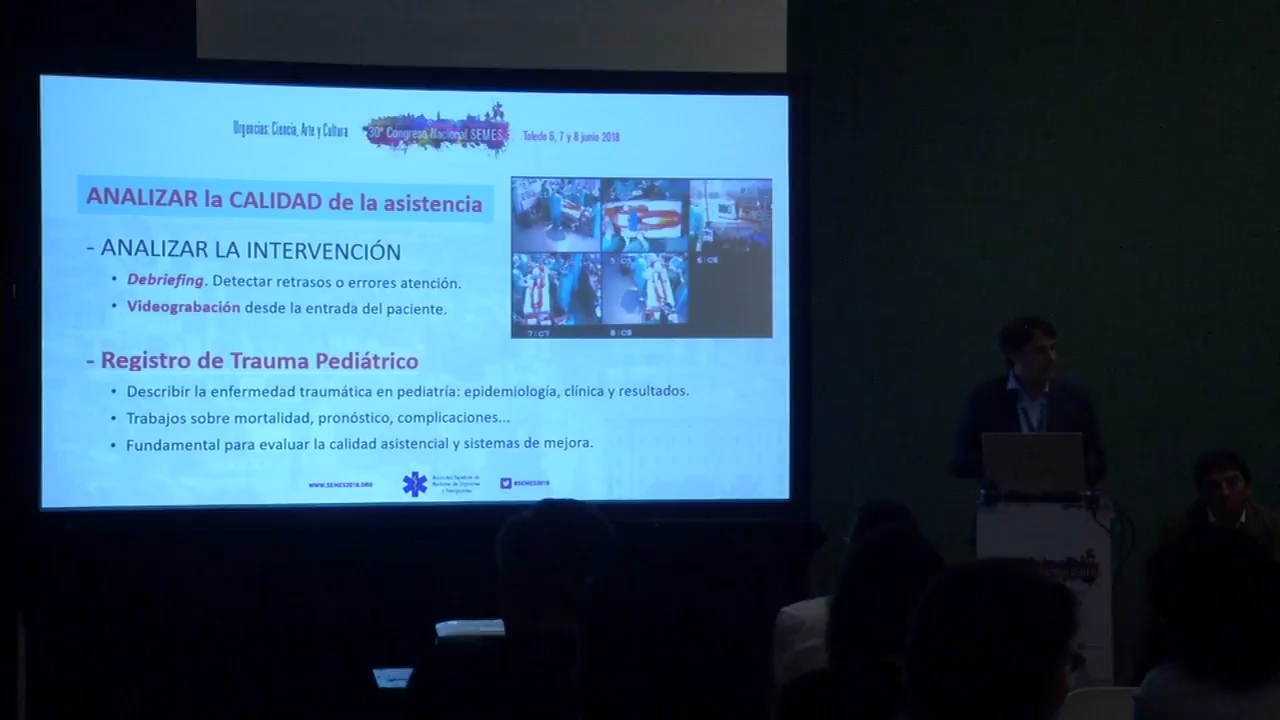 Urgencias: Ciencia, Arte y Cultura
30º Congreso Nacional SEMES
Toledo 6, 7 y 8 junio 2018
ANALIZAR la CALIDAD de la asistencia
- ANALIZAR LA INTERVENCIÓN
• Debriefing. Detectar retrasos o errores atención.
• Videograbación desde la entrada del paciente.
- Registro de Trauma Pediátrico
• Describir la enfermedad traumática en pediatría: epidemiología, clínica y resultados.
• Trabajos sobre mortalidad, pronóstico, complicaciones...
• Fundamental para evaluar la calidad asistencial y sistemas de mejora.
WWW.SEMES2018.ORG
#SEMES2018